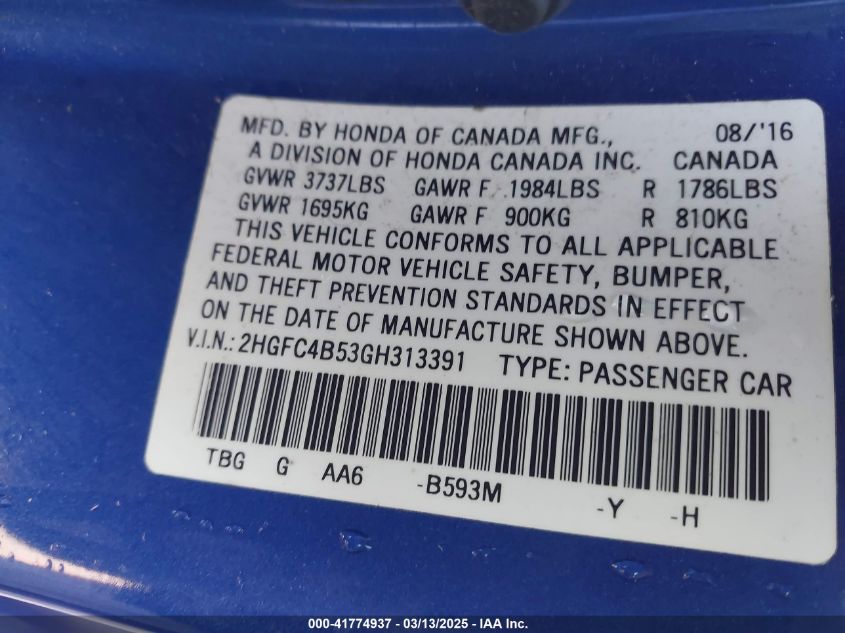 MFD. BY HONDA OF CANADA MFG., 08/'16
A DIVISION OF HONDA CANADA INC. CANADA
GVWR 3737LBS GAWR F 1984LBS R 1786LBS
GVWR 1695KG GAWR F 900KG R 810KG
THIS VEHICLE CONFORMS TO ALL APPLICABLE
FEDERAL MOTOR VEHICLE SAFETY, BUMPER,
AND THEFT PREVENTION STANDARDS IN EFFECT
ON THE DATE OF MANUFACTURE SHOWN ABOVE.
V.I.N.: 2HGFC4B53GH313391 TYPE: PASSENGER CAR
TBG G AA6 -B593M -Y -H
000-41774937 - 03/13/2025 - IAA Inc.